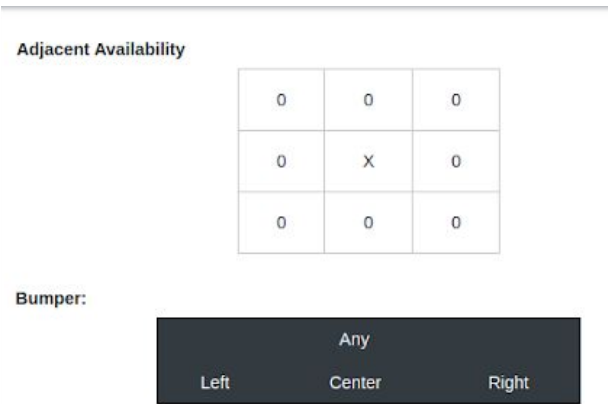 Adjacent Availability
0 0 0
0 X 0
0 0 0
Bumper:
Any
Left Center Right